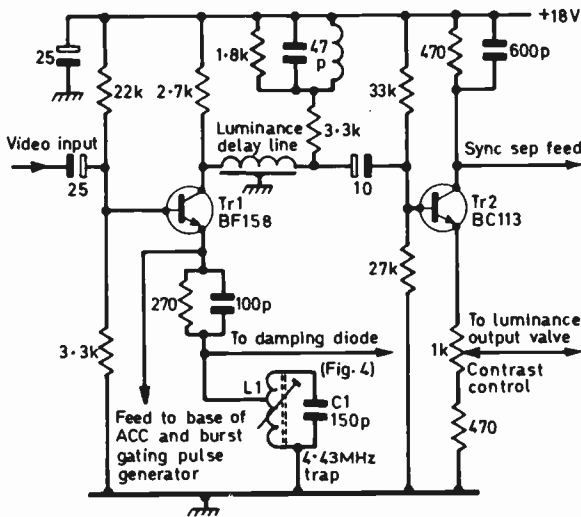 +18V
25
22k
2·7k
1·8k
47
p
33k
470
600p
Luminance
delay line
3·3k
Video input
25
10
Sync sep feed
Tr1
BF158
Tr2
BC113
270
100p
27k
To damping diode
(Fig. 4)
To luminance
output valve
1k
Contrast
control
3·3k
L1
C1
150p
470
Feed to base of
ACC and burst
gating pulse
generator
4·43MHz
trap